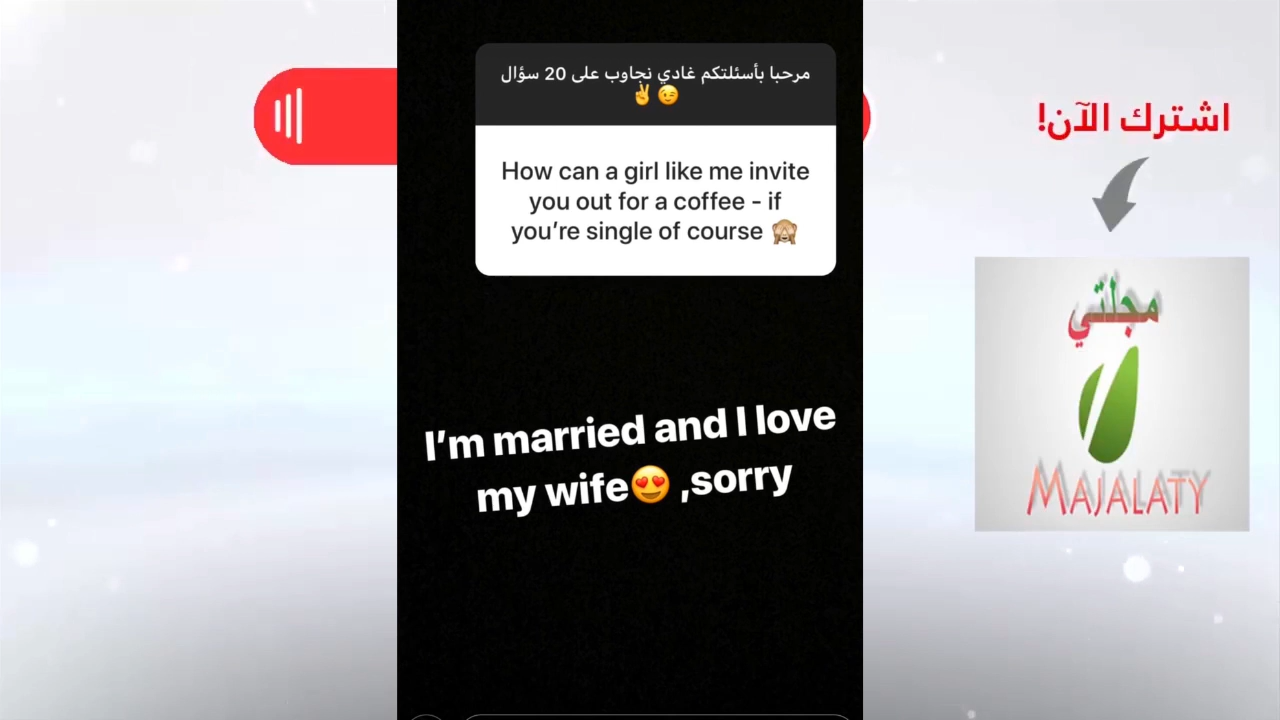 مرحبا بأسئلتكم غادي نجاوب على 20 سؤال
😉✌️
How can a girl like me invite
you out for a coffee - if
you’re single of course 🙈
I’m married and I love
my wife😍 ,sorry
اشترك الآن!
مجلتي
MAJALATY